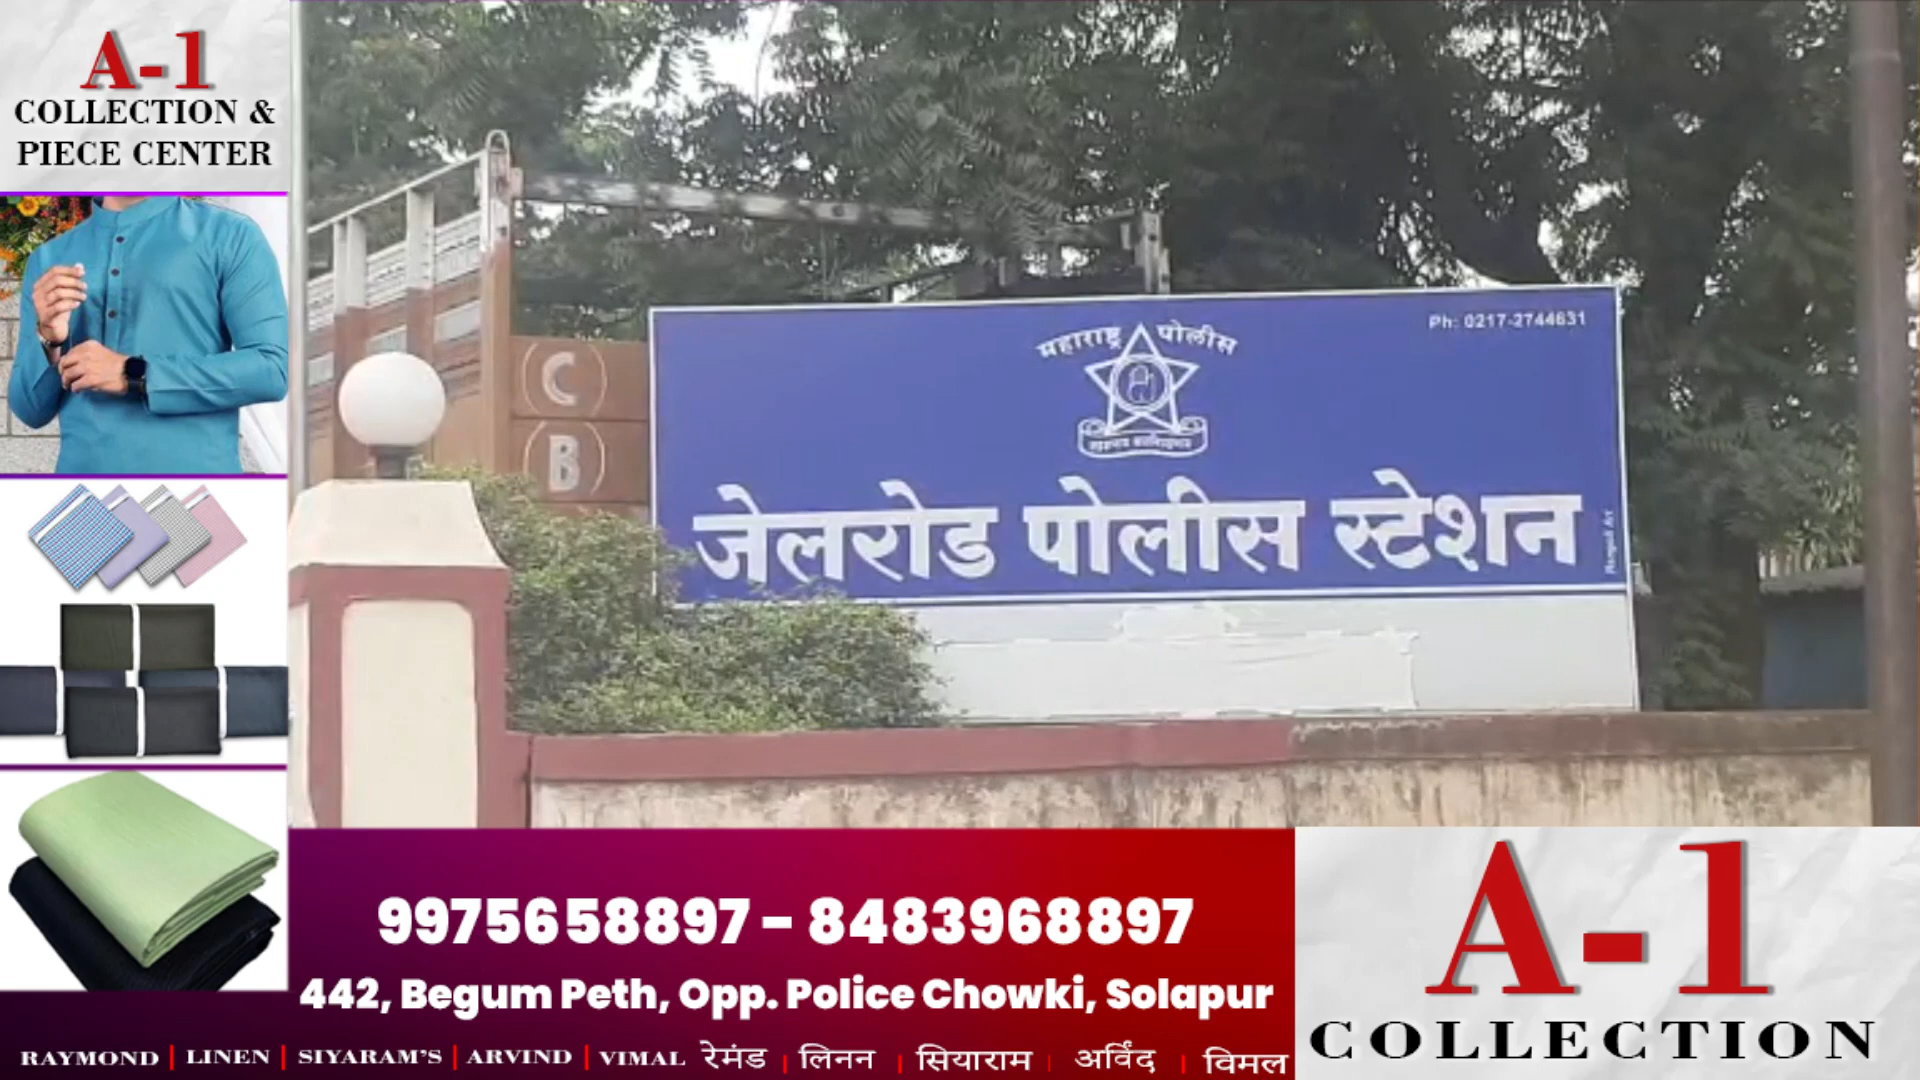 A-1
COLLECTION &
PIECE CENTER
Ph: 0217-2744631
महाराष्ट्र पोलीस
जेलरोड पोलीस स्टेशन
C
B
9975658897 - 8483968897
442, Begum Peth, Opp. Police Chowki, Solapur
RAYMOND | LINEN | SIYARAM'S | ARVIND | VIMAL रेमंड | लिनन | सियाराम | अर्विंद | विमल
A-1
COLLECTION